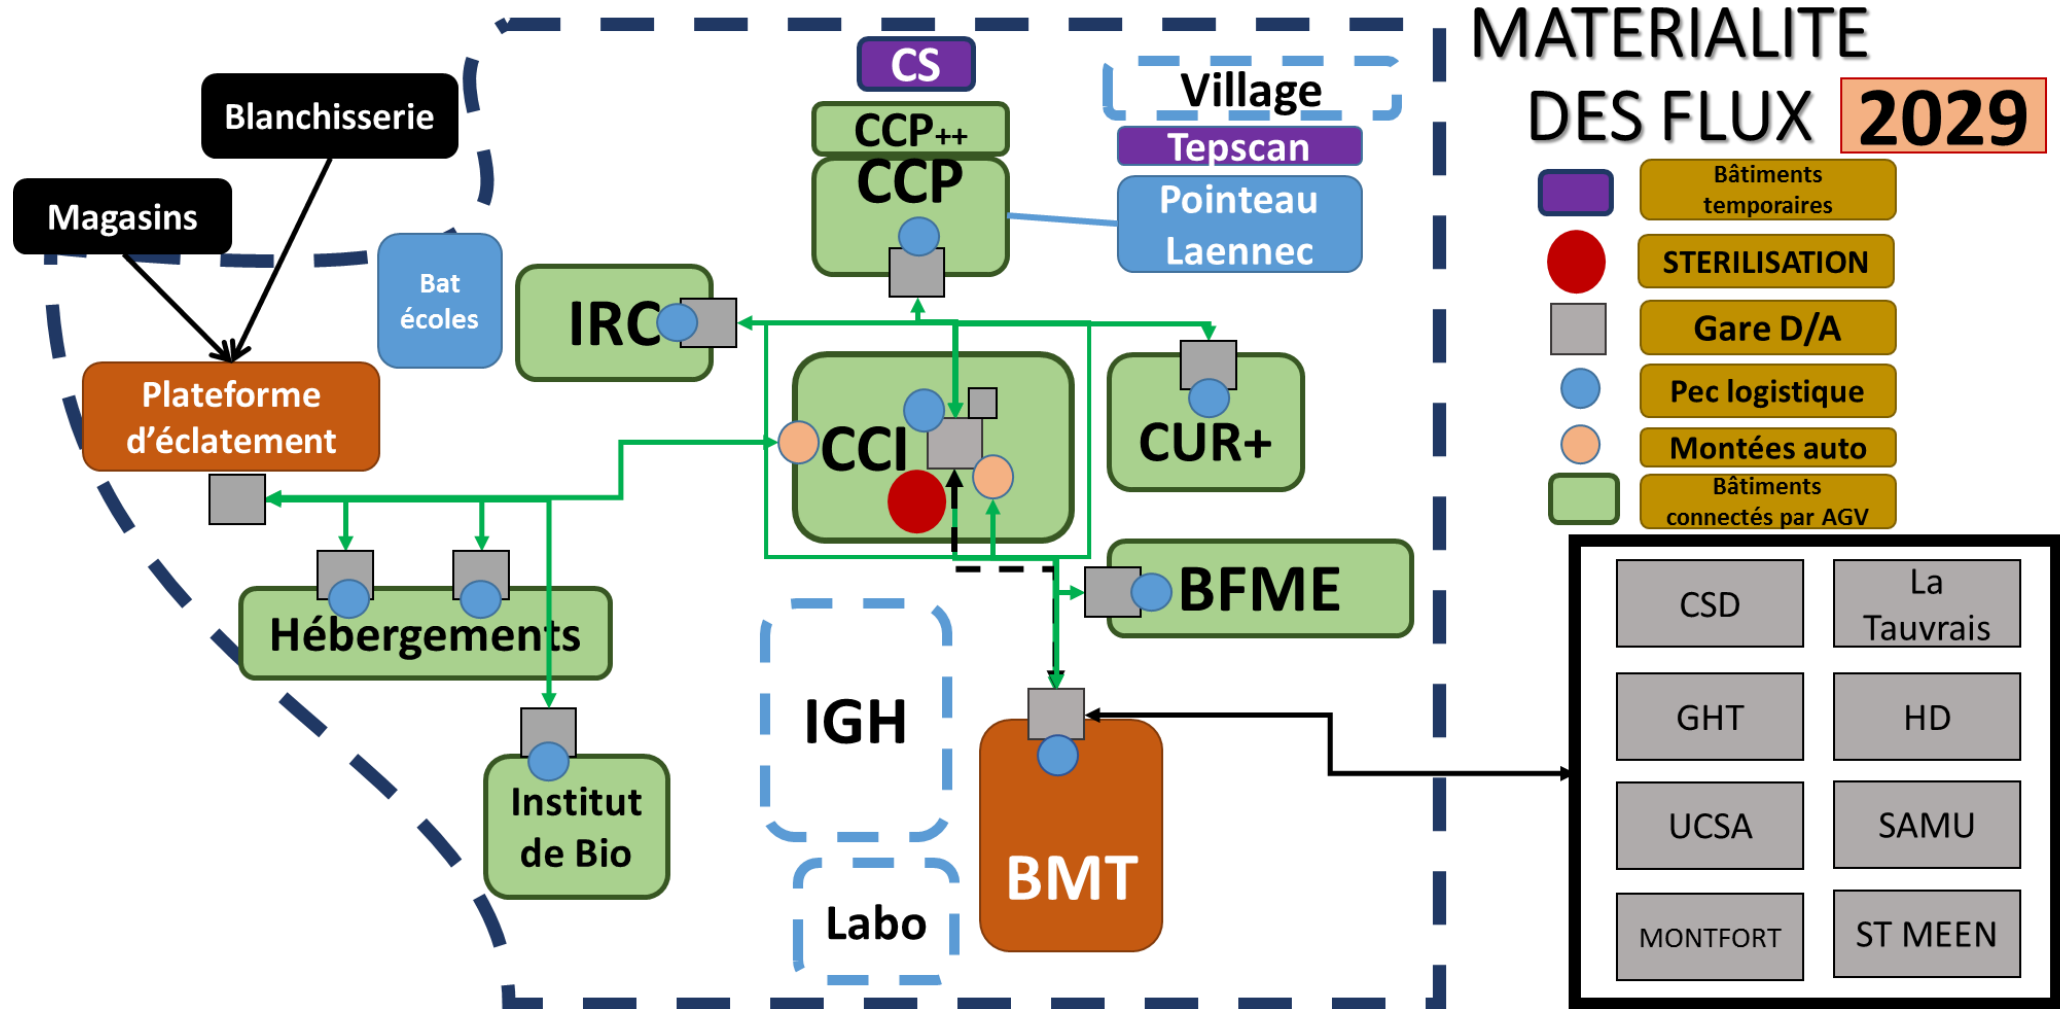 MATERIALITE
DES FLUX 2029
CS
Village
CCP++
CCP
Tepscan
Pointeau
Laennec
Blanchisserie
Magasins
Bat
écoles
IRC
Plateforme
d'éclatement
CCI
CUR+
BFME
Hébergements
IGH
Institut
de Bio
BMT
Labo
Bâtiments
temporaires
STERILISATION
Gare D/A
Pec logistique
Montées auto
Bâtiments
connectés par AGV
CSD
La
Tauvrais
GHT
HD
UCSA
SAMU
MONTFORT
ST MEEN